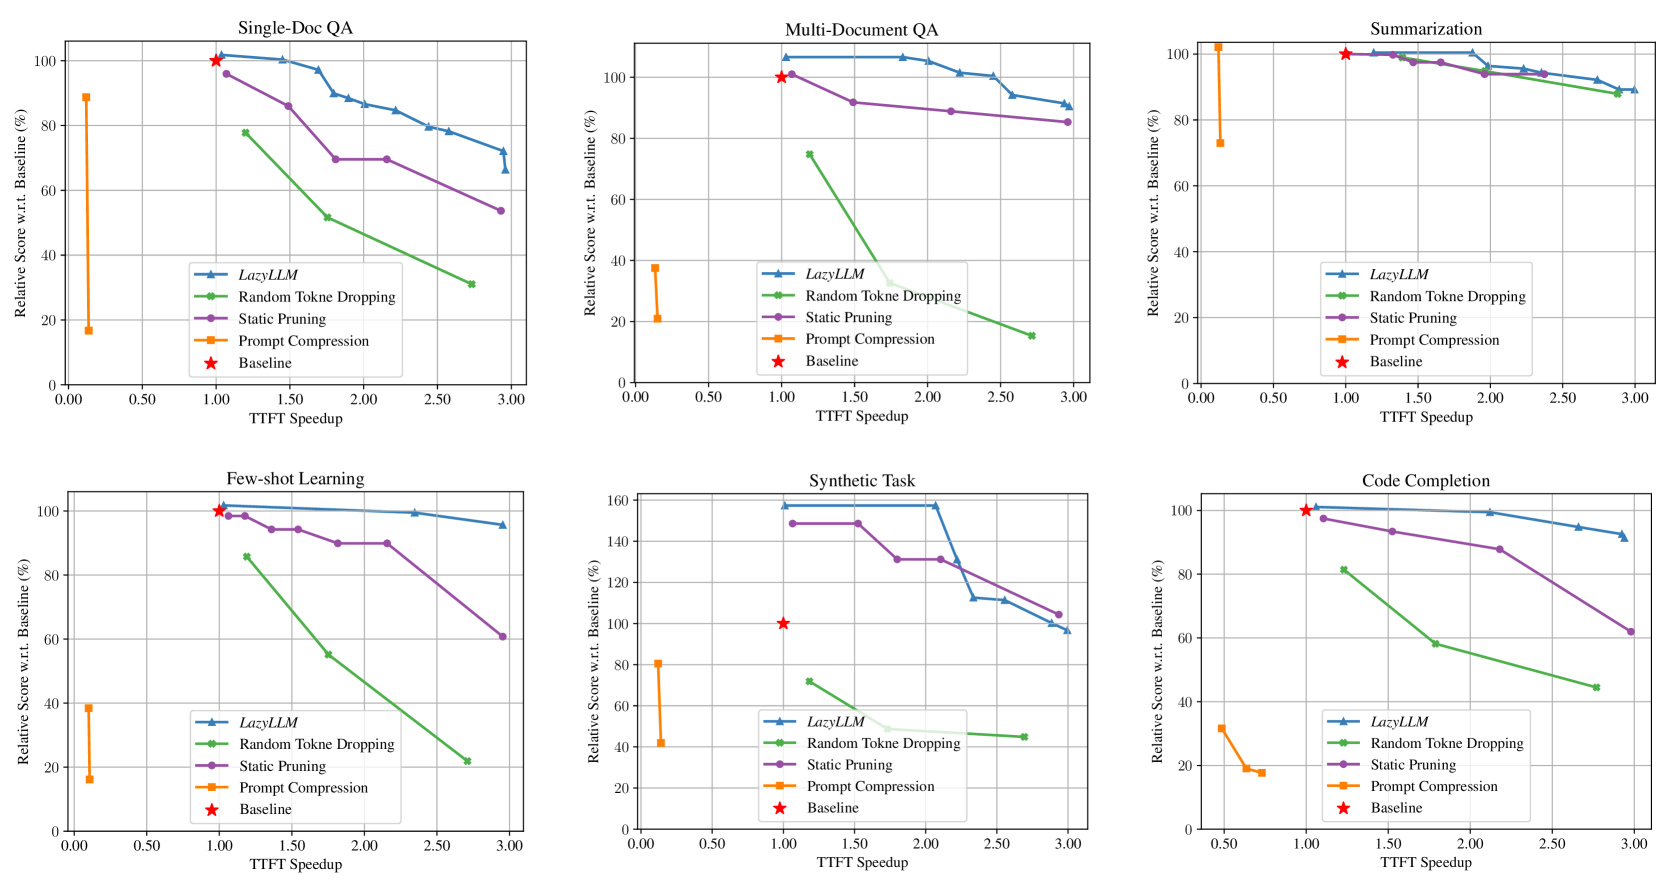 Single-Doc QA
Relative Score w.r.t. Baseline (%)
100
80
60
40
20
0
LazyLLM
Random Tokne Dropping
Static Pruning
Prompt Compression
Baseline
0.00 0.50 1.00 1.50 2.00 2.50 3.00
TTFT Speedup
Multi-Document QA
Relative Score w.r.t. Baseline (%)
100
80
60
40
20
0
LazyLLM
Random Tokne Dropping
Static Pruning
Prompt Compression
Baseline
0.00 0.50 1.00 1.50 2.00 2.50 3.00
TTFT Speedup
Summarization
Relative Score w.r.t. Baseline (%)
100
80
60
40
20
0
LazyLLM
Random Tokne Dropping
Static Pruning
Prompt Compression
Baseline
0.00 0.50 1.00 1.50 2.00 2.50 3.00
TTFT Speedup
Few-shot Learning
Relative Score w.r.t. Baseline (%)
100
80
60
40
20
0
LazyLLM
Random Tokne Dropping
Static Pruning
Prompt Compression
Baseline
0.00 0.50 1.00 1.50 2.00 2.50 3.00
TTFT Speedup
Synthetic Task
Relative Score w.r.t. Baseline (%)
160
140
120
100
80
60
40
20
0
LazyLLM
Random Tokne Dropping
Static Pruning
Prompt Compression
Baseline
0.00 0.50 1.00 1.50 2.00 2.50 3.00
TTFT Speedup
Code Completion
Relative Score w.r.t. Baseline (%)
100
80
60
40
20
0
LazyLLM
Random Tokne Dropping
Static Pruning
Prompt Compression
Baseline
0.50 1.00 1.50 2.00 2.50 3.00
TTFT Speedup